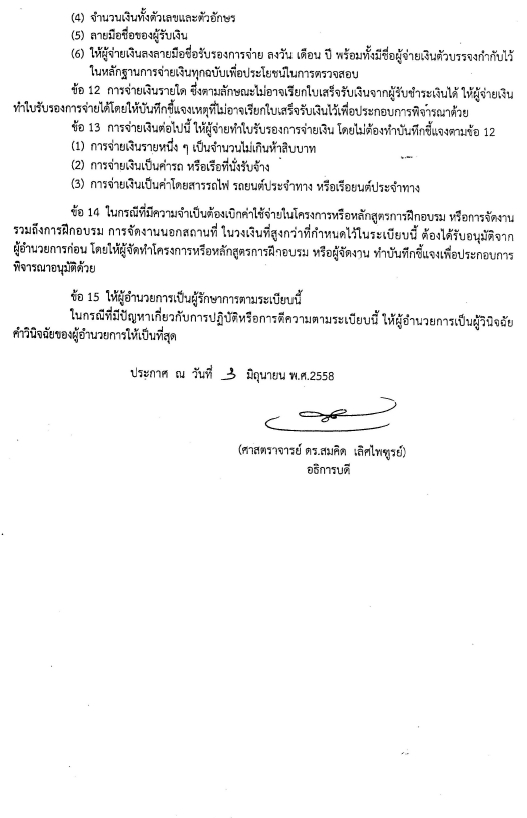 (4) จำนวนเงินทั้งตัวเลขและตัวอักษร
(5) ลายมือชื่อของผู้รับเงิน
(6) ให้ผู้จ่ายเงินลงลายมือชื่อรับรองการจ่าย ลงวัน เดือน ปี พร้อมทั้งมีชื่อผู้จ่ายเงินตัวบรรจงกำกับไว้
ในหลักฐานการจ่ายเงินทุกฉบับเพื่อประโยชน์ในการตรวจสอบ
ข้อ 12 การจ่ายเงินรายใด ซึ่งตามลักษณะไม่อาจเรียกใบเสร็จรับเงินจากผู้รับชำระเงินได้ ให้ผู้จ่ายเงิน
ทำใบรับรองการจ่ายได้โดยให้บันทึกชี้แจงเหตุที่ไม่อาจเรียกใบเสร็จรับเงินไว้เพื่อประกอบการพิจารณาด้วย
ข้อ 13 การจ่ายเงินต่อไปนี้ ให้ผู้จ่ายทำใบรับรองการจ่ายเงิน โดยไม่ต้องทำบันทึกชี้แจงตามข้อ 12
(1) การจ่ายเงินรายหนึ่ง ๆ เป็นจำนวนไม่เกินห้าสิบบาท
(2) การจ่ายเงินเป็นค่ารถ หรือเรือที่นั่งรับจ้าง
(3) การจ่ายเงินเป็นค่าโดยสารรถไฟ รถยนต์ประจำทาง หรือเรือยนต์ประจำทาง
ข้อ 14 ในกรณีที่มีความจำเป็นต้องเบิกค่าใช้จ่ายในโครงการหรือหลักสูตรการฝึกอบรม หรือการจัดงาน
รวมถึงการฝึกอบรม การจัดงานนอกสถานที่ ในวงเงินที่สูงกว่าที่กำหนดไว้ในระเบียบนี้ ต้องได้รับอนุมัติจาก
ผู้อำนวยการก่อน โดยให้ผู้จัดทำโครงการหรือหลักสูตรการฝึกอบรม หรือผู้จัดงาน ทำบันทึกชี้แจงเพื่อประกอบการ
พิจารณาอนุมัติด้วย
ข้อ 15 ให้ผู้อำนวยการเป็นผู้รักษาการตามระเบียบนี้
ในกรณีที่มีปัญหาเกี่ยวกับการปฏิบัติหรือการตีความตามระเบียบนี้ ให้ผู้อำนวยการเป็นผู้วินิจฉัย
คำวินิจฉัยของผู้อำนวยการให้เป็นที่สุด
ประกาศ ณ วันที่ 3 มิถุนายน พ.ศ.2558
(ศาสตราจารย์ ดร.สมคิด เลิศไพฑูรย์)
อธิการบดี